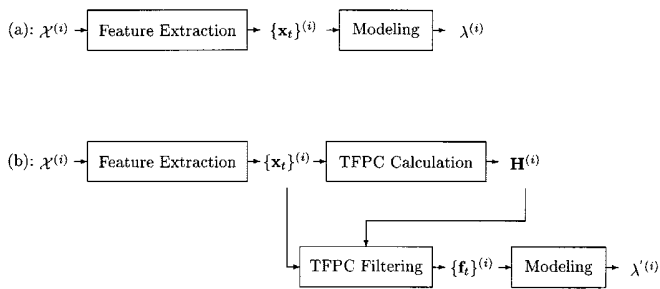 (a): 𝒳^(i) Feature Extraction {x_t}^(i) Modeling λ^(i)
(b): 𝒳^(i) Feature Extraction {x_t}^(i) TFPC Calculation H^(i)
TFPC Filtering {f_t}^(i) Modeling λ'^(i)